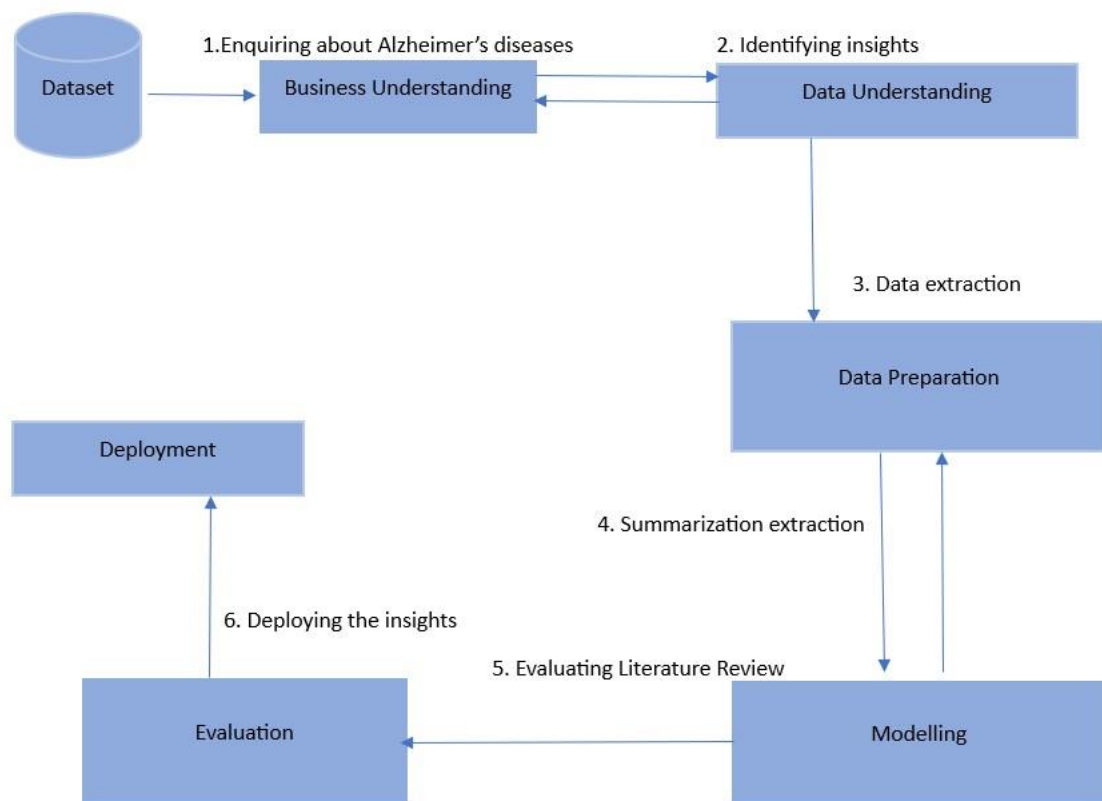 1.Enquiring about Alzheimer’s diseases
2. Identifying insights
Dataset
Business Understanding
Data Understanding
3. Data extraction
Data Preparation
Deployment
4. Summarization extraction
6. Deploying the insights
5. Evaluating Literature Review
Evaluation
Modelling